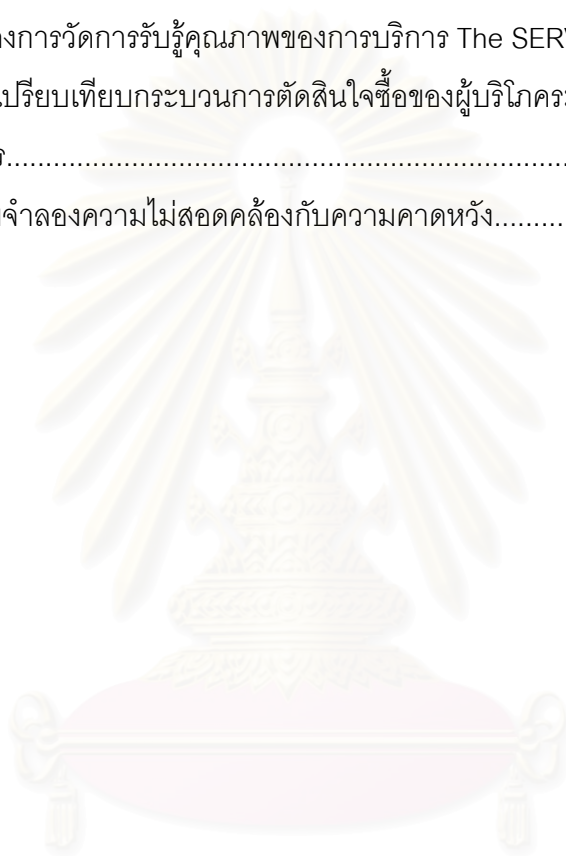 องการวัดการรับรู้คุณภาพของการบริการ The SERV
เปรียบเทียบกระบวนการตัดสินใจซื้อของผู้บริโภคร
ร........................................................................
จำลองความไม่สอดคล้องกับความคาดหวัง.........